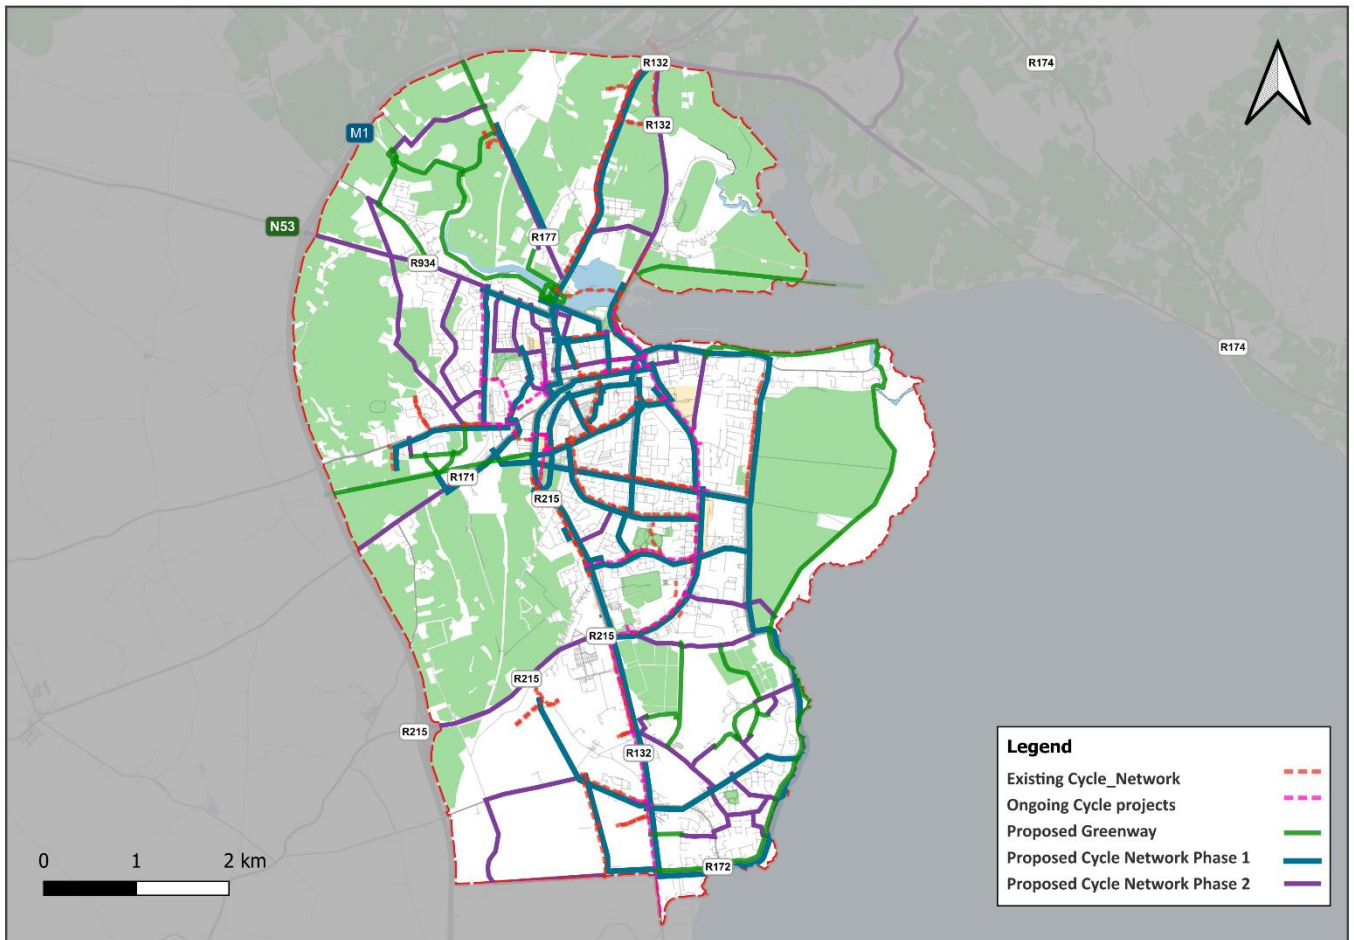 R132
R174
M1
R132
N53
R177
R934
R174
R171
R215
R215
R215
R215
R132
R172
0 1 2 km
Legend
Existing Cycle_Network
Ongoing Cycle projects
Proposed Greenway
Proposed Cycle Network Phase 1
Proposed Cycle Network Phase 2